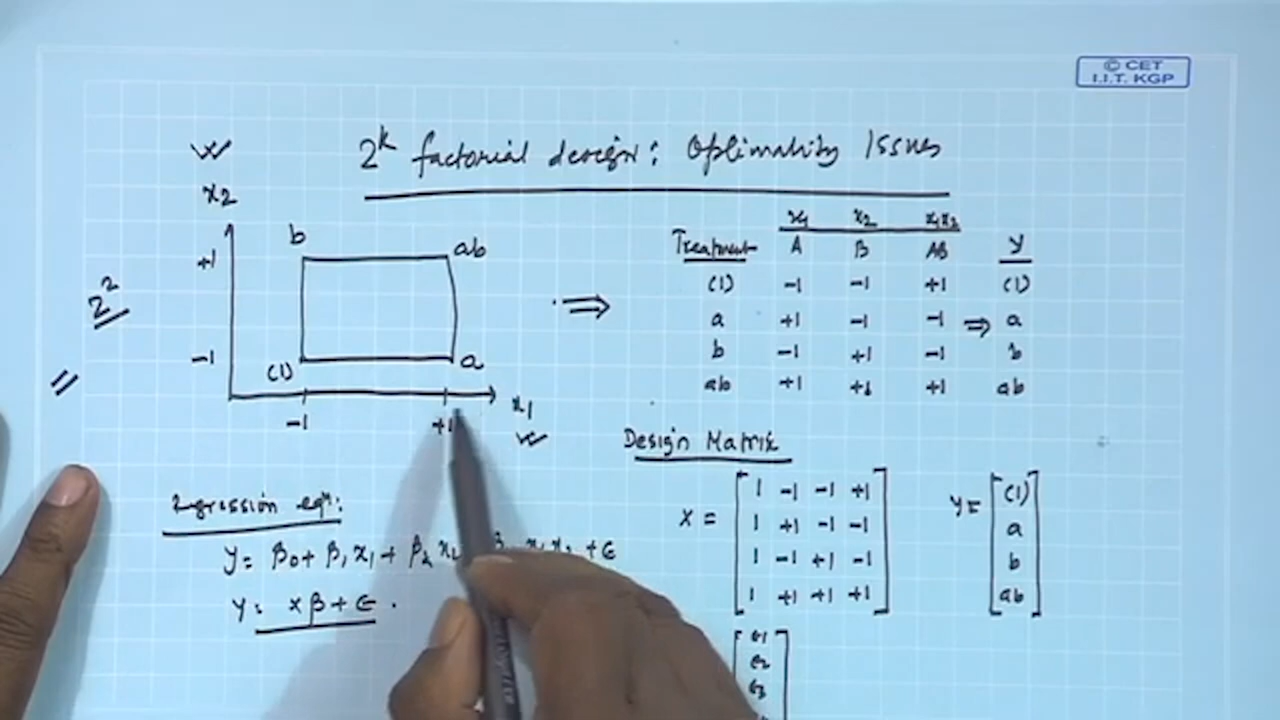 © CET
I.I.T. KGP
2^k factorial design: Optimality Issues
x2
b
ab
+1
2^2
-1
(1)
a
-1
+1
x1
⇒
x1 x2 x1x2
Treatment A B AB Y
(1) -1 -1 +1 (1)
a +1 -1 -1 ⇒ a
b -1 +1 -1 b
ab +1 +1 +1 ab
Design Matrix
X = [1 -1 -1 +1
1 +1 -1 -1
1 -1 +1 -1
1 +1 +1 +1]
Y = [(1)
a
b
ab]
Regression eqn:
Y = β0 + β1 x1 + β2 x2 β x1x2 + ϵ
Y = Xβ + ϵ.
ϵ1
ϵ2
ϵ3